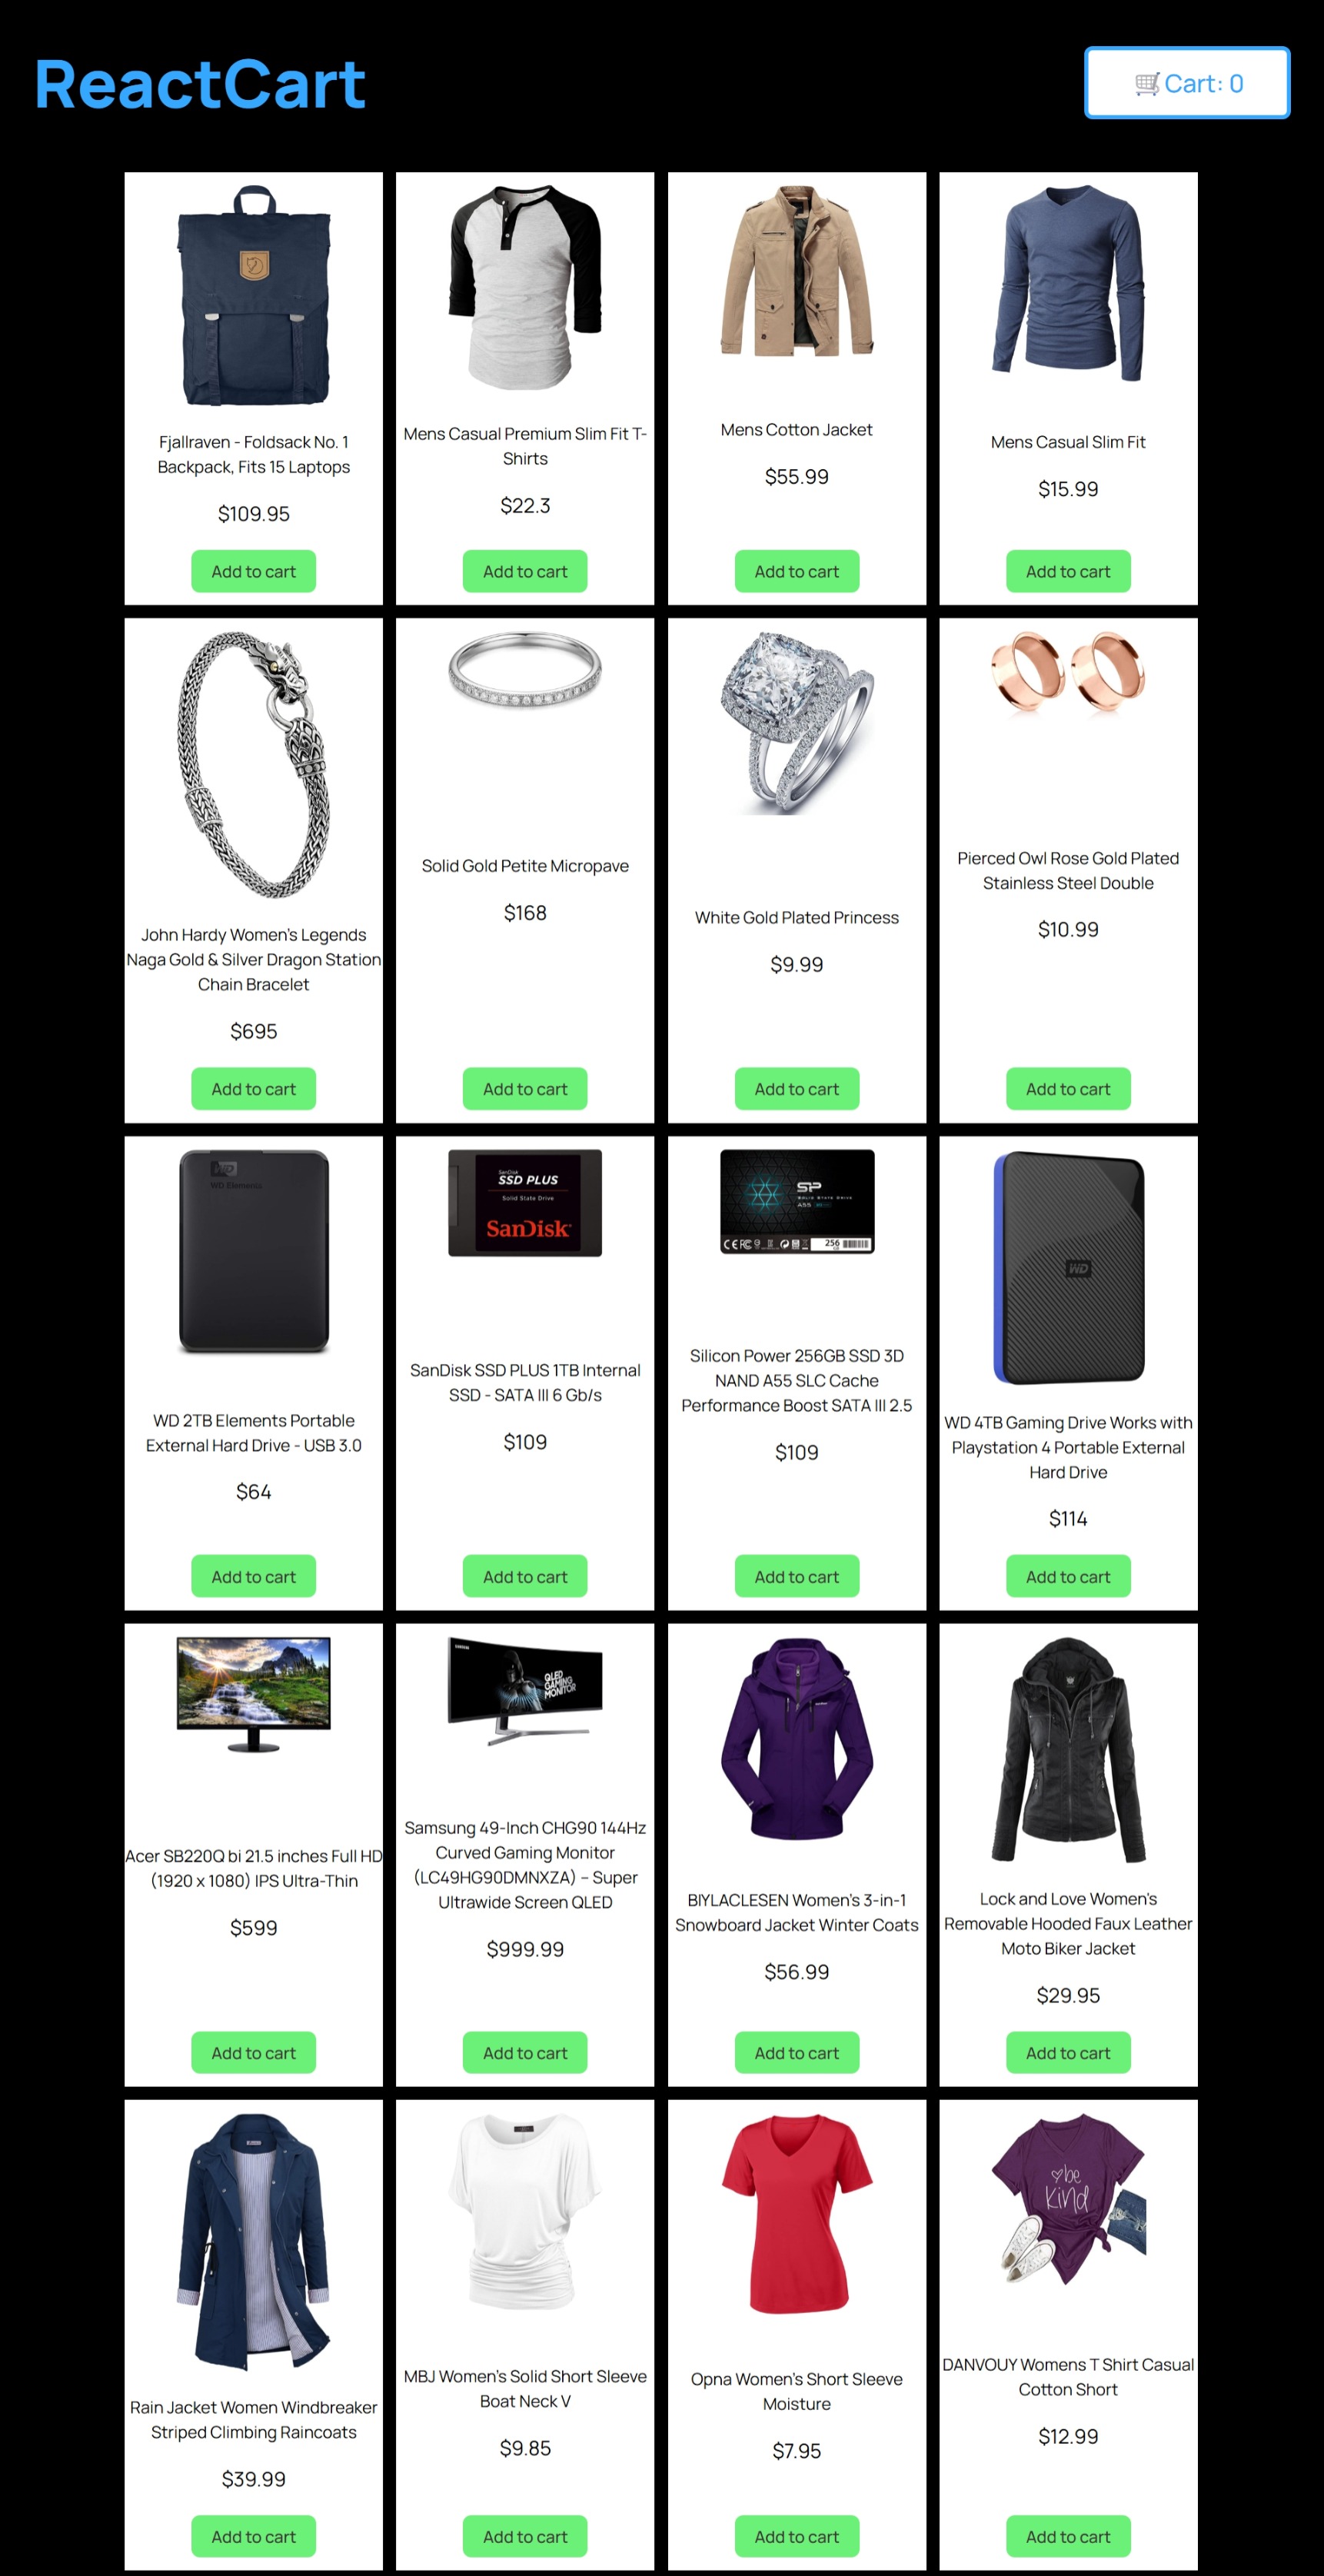 ReactCart
Cart: 0
Fjallraven - Foldsack No. 1
Backpack, Fits 15 Laptops
$109.95
Add to cart
Mens Casual Premium Slim Fit T-
Shirts
$22.3
Add to cart
Mens Cotton Jacket
$55.99
Add to cart
Mens Casual Slim Fit
$15.99
Add to cart
John Hardy Women's Legends
Naga Gold & Silver Dragon Station
Chain Bracelet
$695
Add to cart
Solid Gold Petite Micropave
$168
Add to cart
White Gold Plated Princess
$9.99
Add to cart
Pierced Owl Rose Gold Plated
Stainless Steel Double
$10.99
Add to cart
WD
WD Elements
WD 2TB Elements Portable
External Hard Drive - USB 3.0
$64
Add to cart
SanDisk
SSD PLUS
Solid State Drive
SanDisk
SanDisk SSD PLUS 1TB Internal
SSD - SATA III 6 Gb/s
$109
Add to cart
SP
SOLID STATE DRIVE
A55
256
Silicon Power 256GB SSD 3D
NAND A55 SLC Cache
Performance Boost SATA III 2.5
$109
Add to cart
WD
WD 4TB Gaming Drive Works with
Playstation 4 Portable External
Hard Drive
$114
Add to cart
Acer SB220Q bi 21.5 inches Full HD
(1920 x 1080) IPS Ultra-Thin
$599
Add to cart
SAMSUNG
QLED
GAMING
MONITOR
Samsung 49-Inch CHG90 144Hz
Curved Gaming Monitor
(LC49HG90DMNXZA) – Super
Ultrawide Screen QLED
$999.99
Add to cart
BIYLACLESEN Women's 3-in-1
Snowboard Jacket Winter Coats
$56.99
Add to cart
Lock and Love Women's
Removable Hooded Faux Leather
Moto Biker Jacket
$29.95
Add to cart
Rain Jacket Women Windbreaker
Striped Climbing Raincoats
$39.99
Add to cart
MBJ Women's Solid Short Sleeve
Boat Neck V
$9.85
Add to cart
Opna Women's Short Sleeve
Moisture
$7.95
Add to cart
be
kind
DANVOUY Womens T Shirt Casual
Cotton Short
$12.99
Add to cart